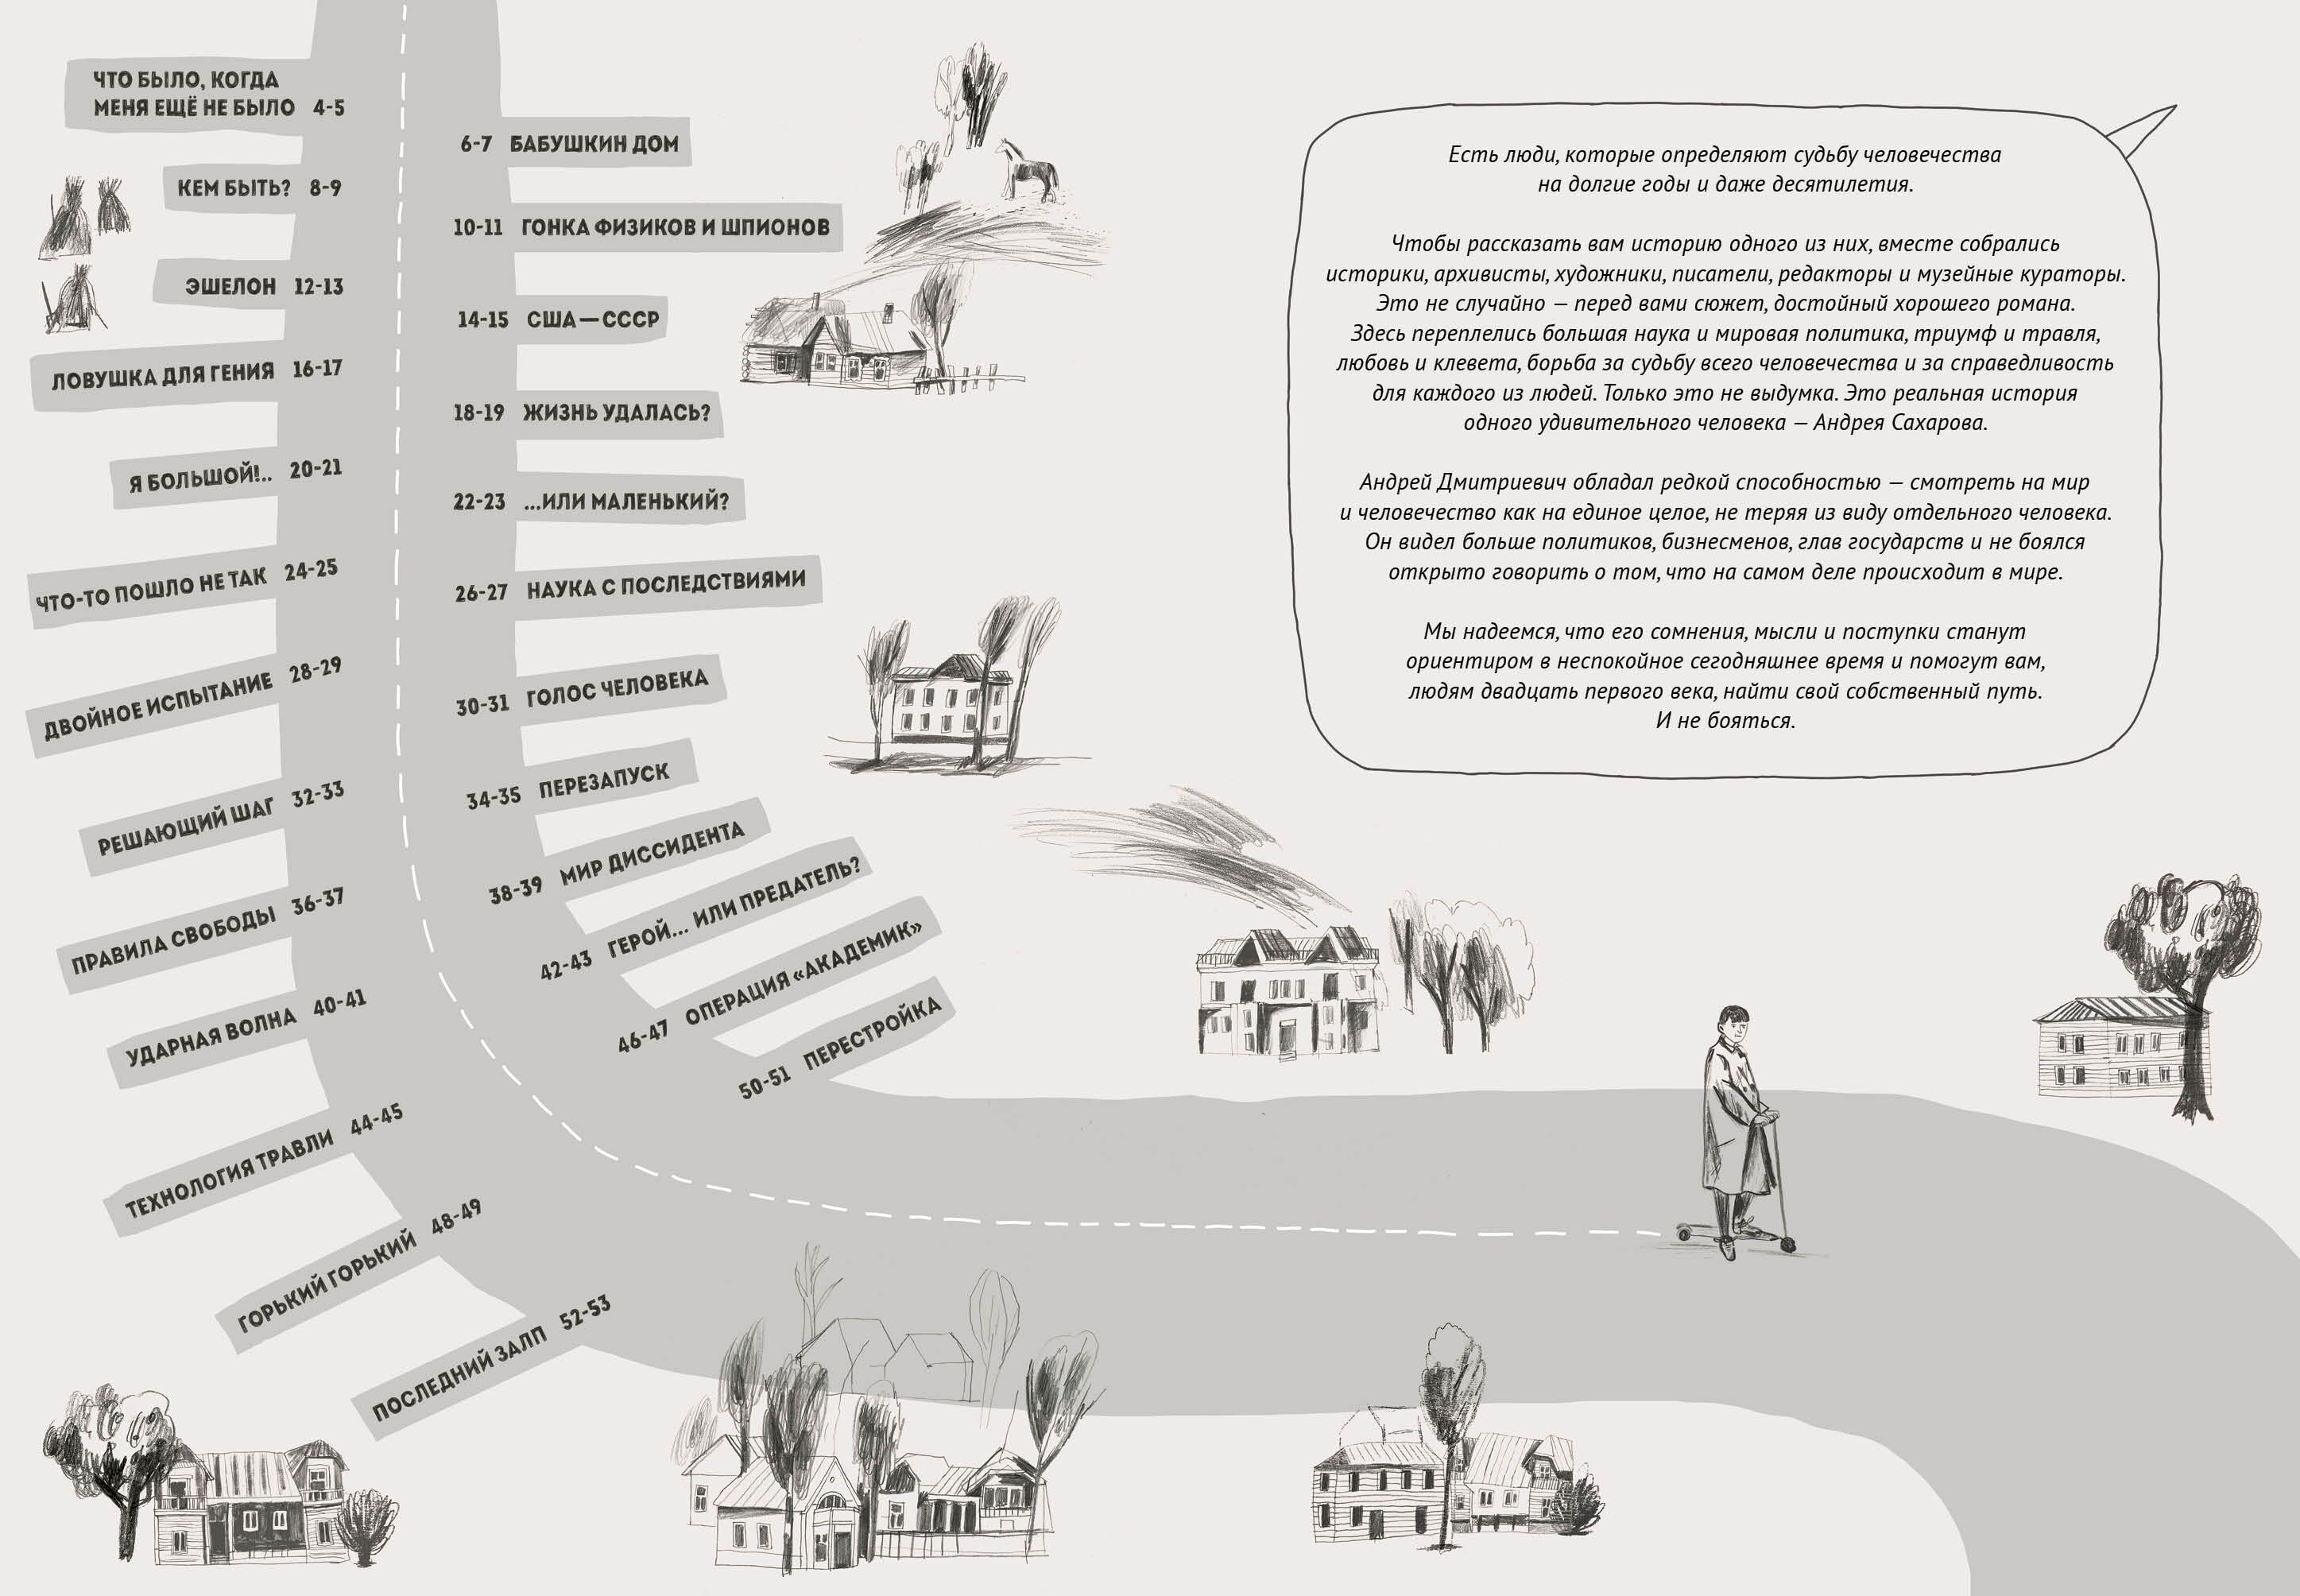 ЧТО БЫЛО, КОГДА
МЕНЯ ЕЩЁ НЕ БЫЛО 4-5
6-7 БАБУШКИН ДОМ
КЕМ БЫТЬ? 8-9
10-11 ГОНКА ФИЗИКОВ И ШПИОНОВ
ЭШЕЛОН 12-13
14-15 США—СССР
ЛОВУШКА ДЛЯ ГЕНИЯ 16-17
18-19 ЖИЗНЬ УДАЛАСЬ?
Я БОЛЬШОЙ!.. 20-21
22-23 ...ИЛИ МАЛЕНЬКИЙ?
ЧТО-ТО ПОШЛО НЕ ТАК 24-25
26-27 НАУКА С ПОСЛЕДСТВИЯМИ
ДВОЙНОЕ ИСПЫТАНИЕ 28-29
30-31 ГОЛОС ЧЕЛОВЕКА
РЕШАЮЩИЙ ШАГ 32-33
34-35 ПЕРЕЗАПУСК
ПРАВИЛА СВОБОДЫ 36-37
38-39 МИР ДИССИДЕНТА
УДАРНАЯ ВОЛНА 40-41
42-43 ГЕРОЙ... ИЛИ ПРЕДАТЕЛЬ?
ТЕХНОЛОГИЯ ТРАВЛИ 44-45
46-47 ОПЕРАЦИЯ «АКАДЕМИК»
ГОРЬКИЙ ГОРЬКИЙ 48-49
50-51 ПЕРЕСТРОЙКА
ПОСЛЕДНИЙ ЗАЛП 52-53
Есть люди, которые определяют судьбу человечества
на долгие годы и даже десятилетия.
Чтобы рассказать вам историю одного из них, вместе собрались
историки, архивисты, художники, писатели, редакторы и музейные кураторы.
Это не случайно — перед вами сюжет, достойный хорошего романа.
Здесь переплелись большая наука и мировая политика, триумф и травля,
любовь и клевета, борьба за судьбу всего человечества и за справедливость
для каждого из людей. Только это не выдумка. Это реальная история
одного удивительного человека — Андрея Сахарова.
Андрей Дмитриевич обладал редкой способностью — смотреть на мир
и человечество как на единое целое, не теряя из виду отдельного человека.
Он видел больше политиков, бизнесменов, глав государств и не боялся
открыто говорить о том, что на самом деле происходит в мире.
Мы надеемся, что его сомнения, мысли и поступки станут
ориентиром в неспокойное сегодняшнее время и помогут вам,
людям двадцать первого века, найти свой собственный путь.
И не бояться.